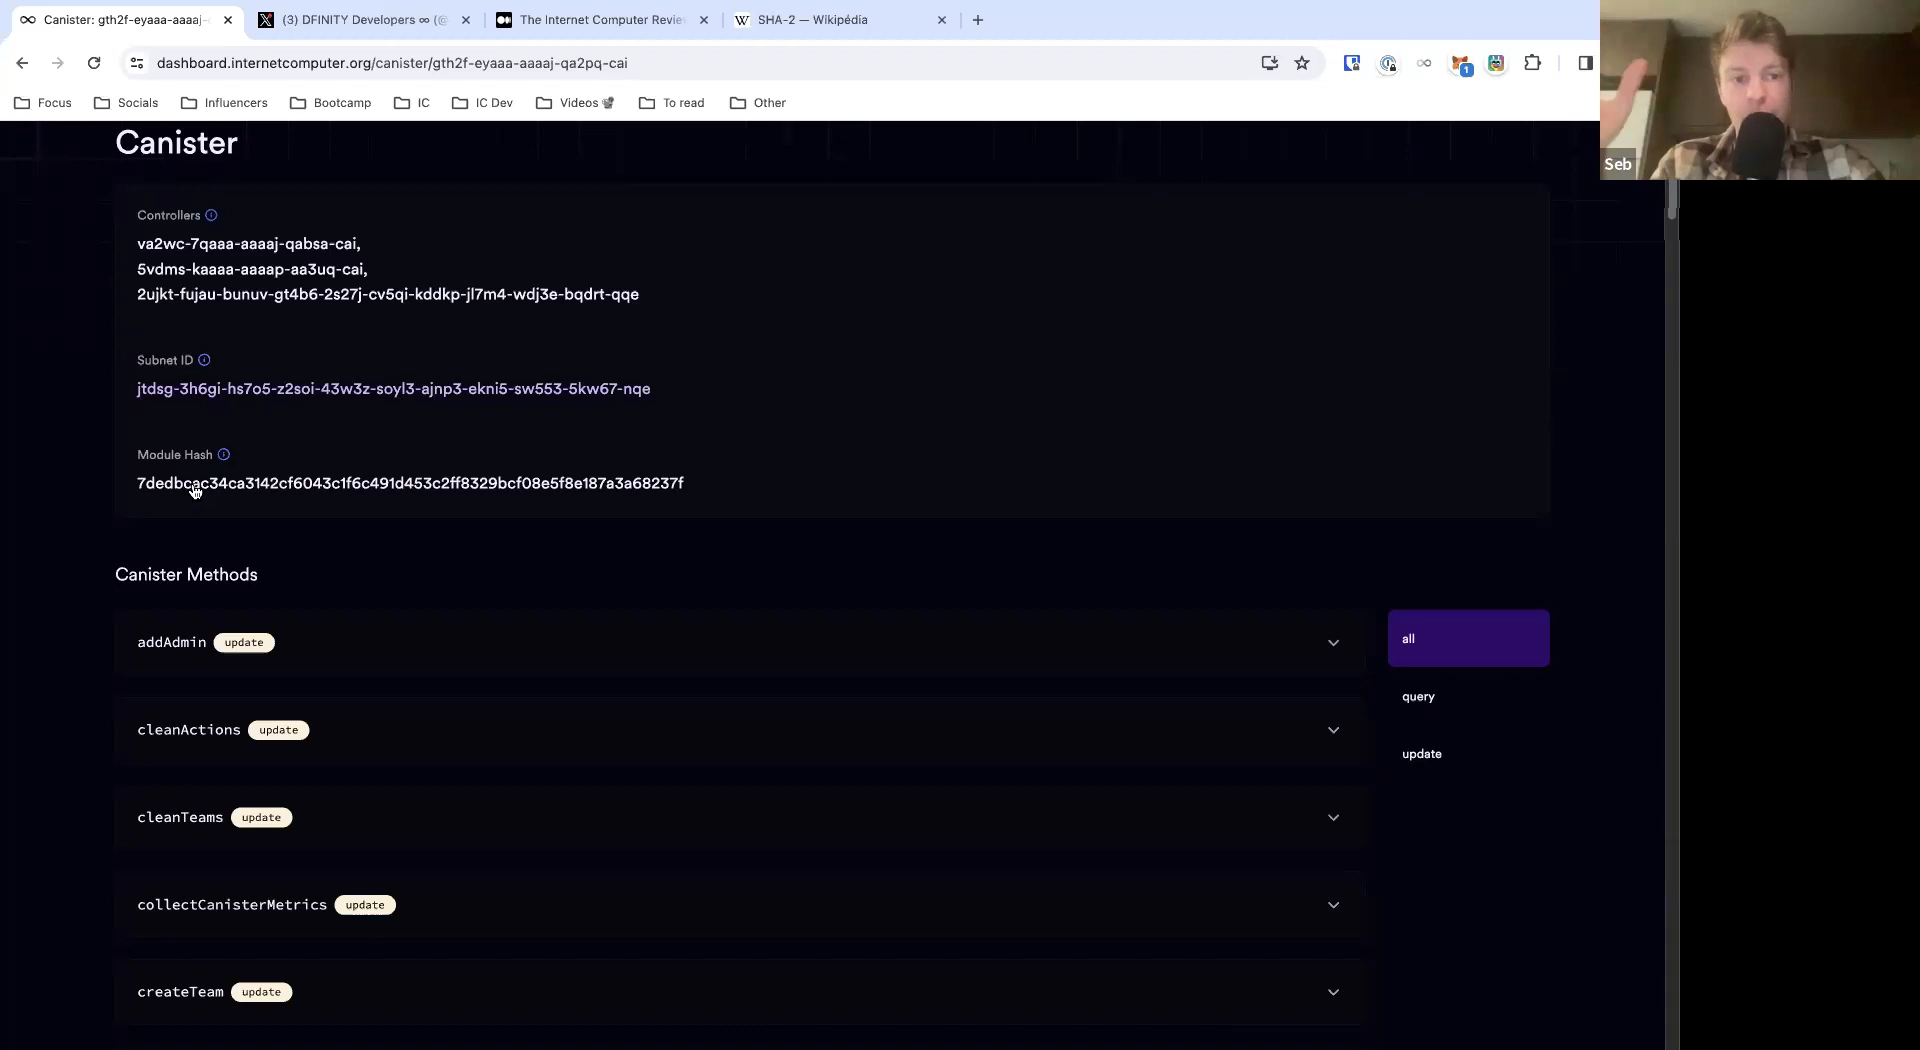 Canister: gth2f-eyaaa-aaaaj-
(3) DFINITY Developers ∞ (@
The Internet Computer Revie
W SHA-2 — Wikipédia
dashboard.internetcomputer.org/canister/gth2f-eyaaa-aaaaj-qa2pq-cai
1
Focus
Socials
Influencers
Bootcamp
IC
IC Dev
Videos
To read
Other
Seb
Canister
Controllers
va2wc-7qaaa-aaaaj-qabsa-cai,
5vdms-kaaaa-aaaap-aa3uq-cai,
2ujkt-fujau-bunuv-gt4b6-2s27j-cv5qi-kddkp-jl7m4-wdj3e-bqdrt-qqe
Subnet ID
jtdsg-3h6gi-hs7o5-z2soi-43w3z-soyl3-ajnp3-ekni5-sw553-5kw67-nqe
Module Hash
7dedbcac34ca3142cf6043c1f6c491d453c2ff8329bcf08e5f8e187a3a68237f
Canister Methods
addAdmin update
cleanActions update
cleanTeams update
collectCanisterMetrics update
createTeam update
all
query
update